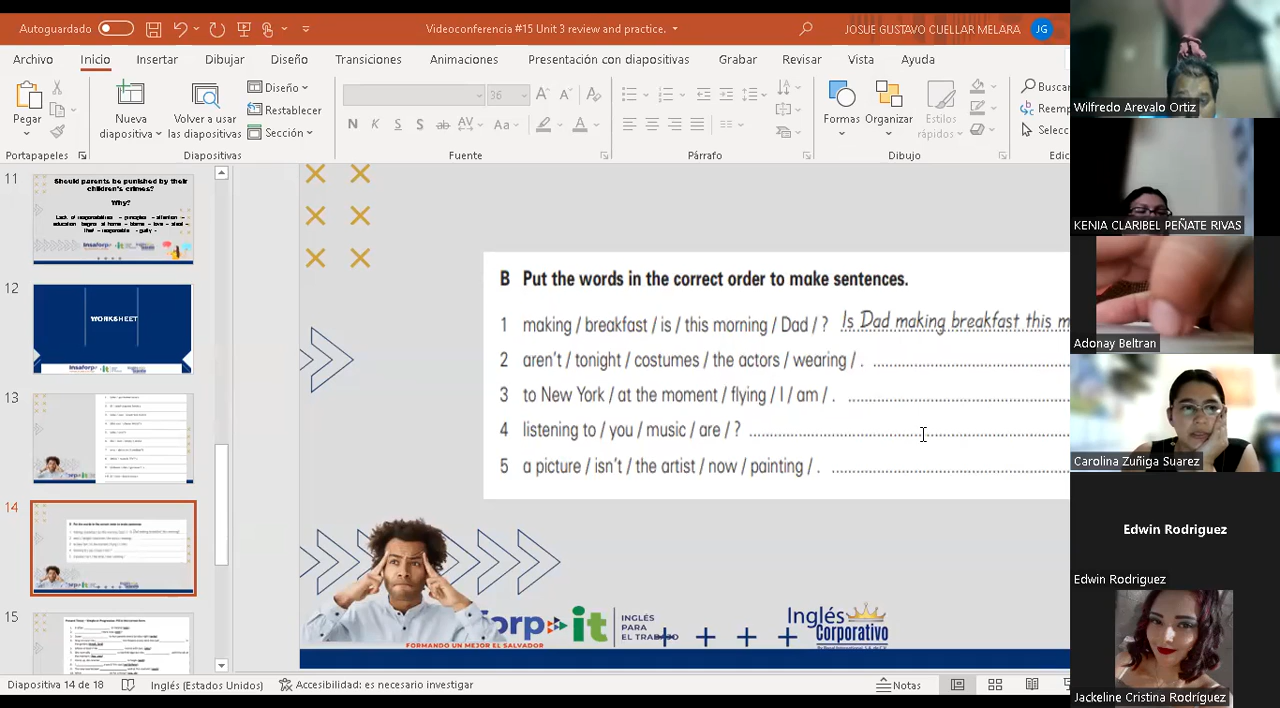 Autoguardado
Videoconferencia #15 Unit 3 review and practice.
JOSUE GUSTAVO CUELLAR MELARA
JG
Archivo Inicio Insertar Dibujar Diseño Transiciones Animaciones Presentación con diapositivas Grabar Revisar Vista Ayuda
Pegar
Nueva diapositiva
Volver a usar las diapositivas
Diseño
Restablecer
Sección
36
N K S S ab AV Aa A
Formas Organizar Estilos rápidos
Buscar
Reemp
Selecc
Portapapeles Diapositivas Fuente Párrafo Dibujo Edic
11
Should parents be punished by their
children's crimes?
Why?
12
WORKSHEET
13
14
15
B Put the words in the correct order to make sentences.
1 making / breakfast / is / this morning / Dad / ? Is Dad making breakfast this m
2 aren't / tonight / costumes / the actors / wearing / .
3 to New York / at the moment / flying / I / am / .
4 listening to / you / music / are / ?
5 a picture / isn't / the artist / now / painting / .
forp it
INGLÉS
PARA
EL TRABAJO
FORMANDO UN MEJOR EL SALVADOR
Inglés
Corporativo
Diapositiva 14 de 18 Inglés (Estados Unidos) Accesibilidad: es necesario investigar Notas
Wilfredo Arevalo Ortiz
KENIA CLARIBEL PEÑATE RIVAS
Adonay Beltran
Carolina Zuñiga Suarez
Edwin Rodriguez
Edwin Rodriguez
Jackeline Cristina Rodríguez